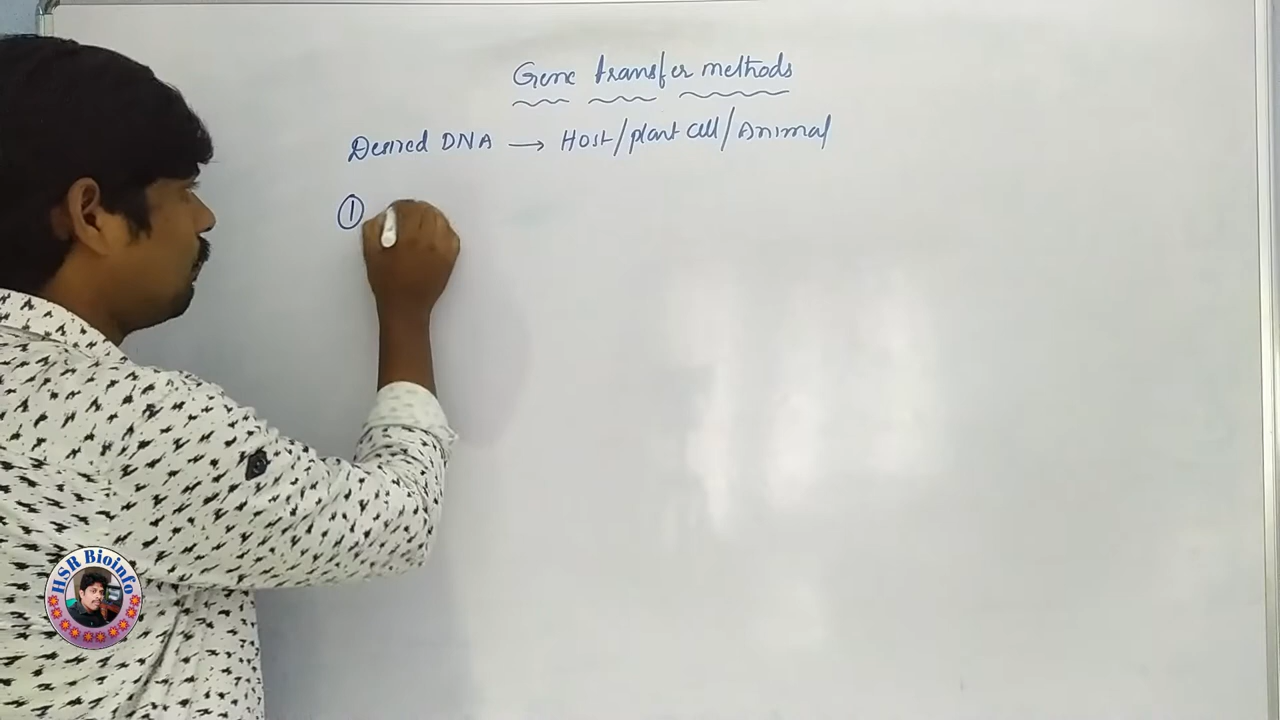 Gene transfer methods
Desired DNA → Host/plant cell/Animal
①
HSR Bioinfo